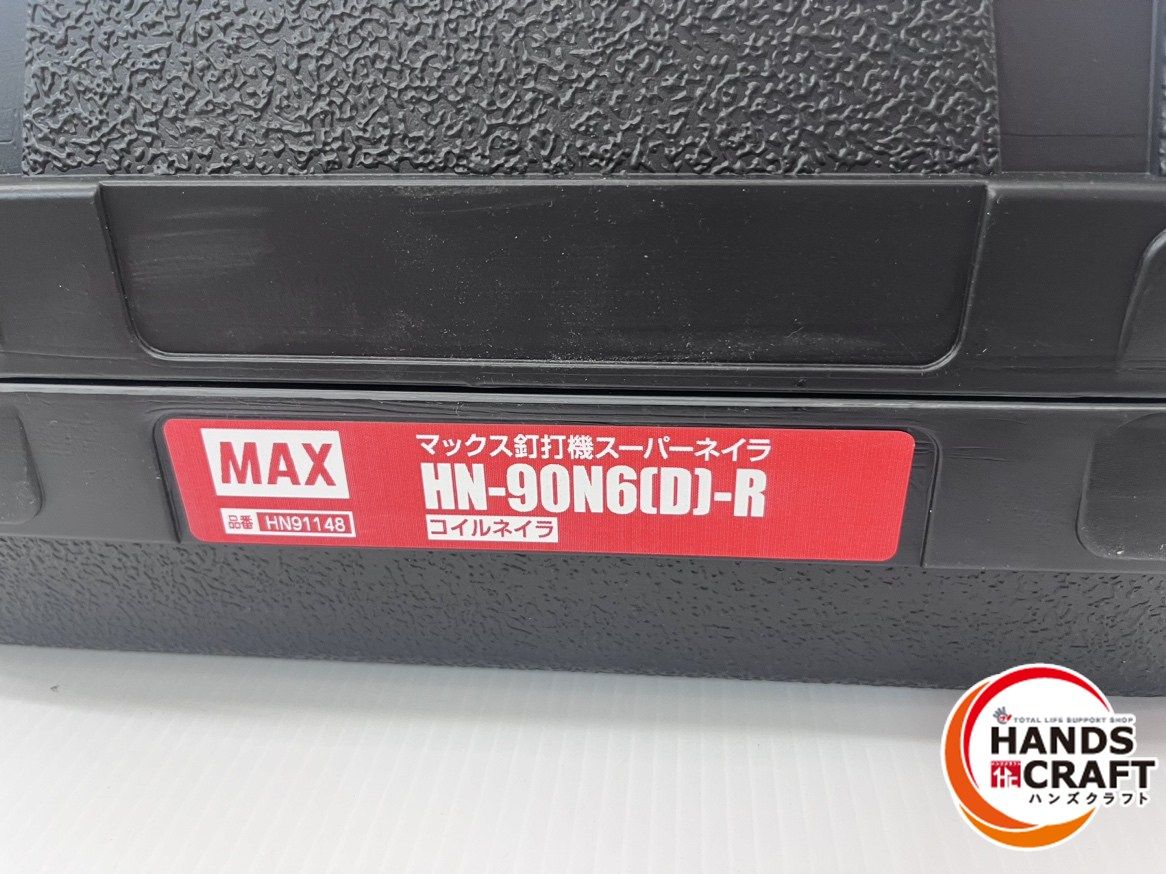 MAX
品番 HN91148
マックス釘打機スーパーネイラ
HN-90N6(D)-R
コイルネイラ
TOTAL LIFE SUPPORT SHOP
HANDS
CRAFT
ハンズクラフト